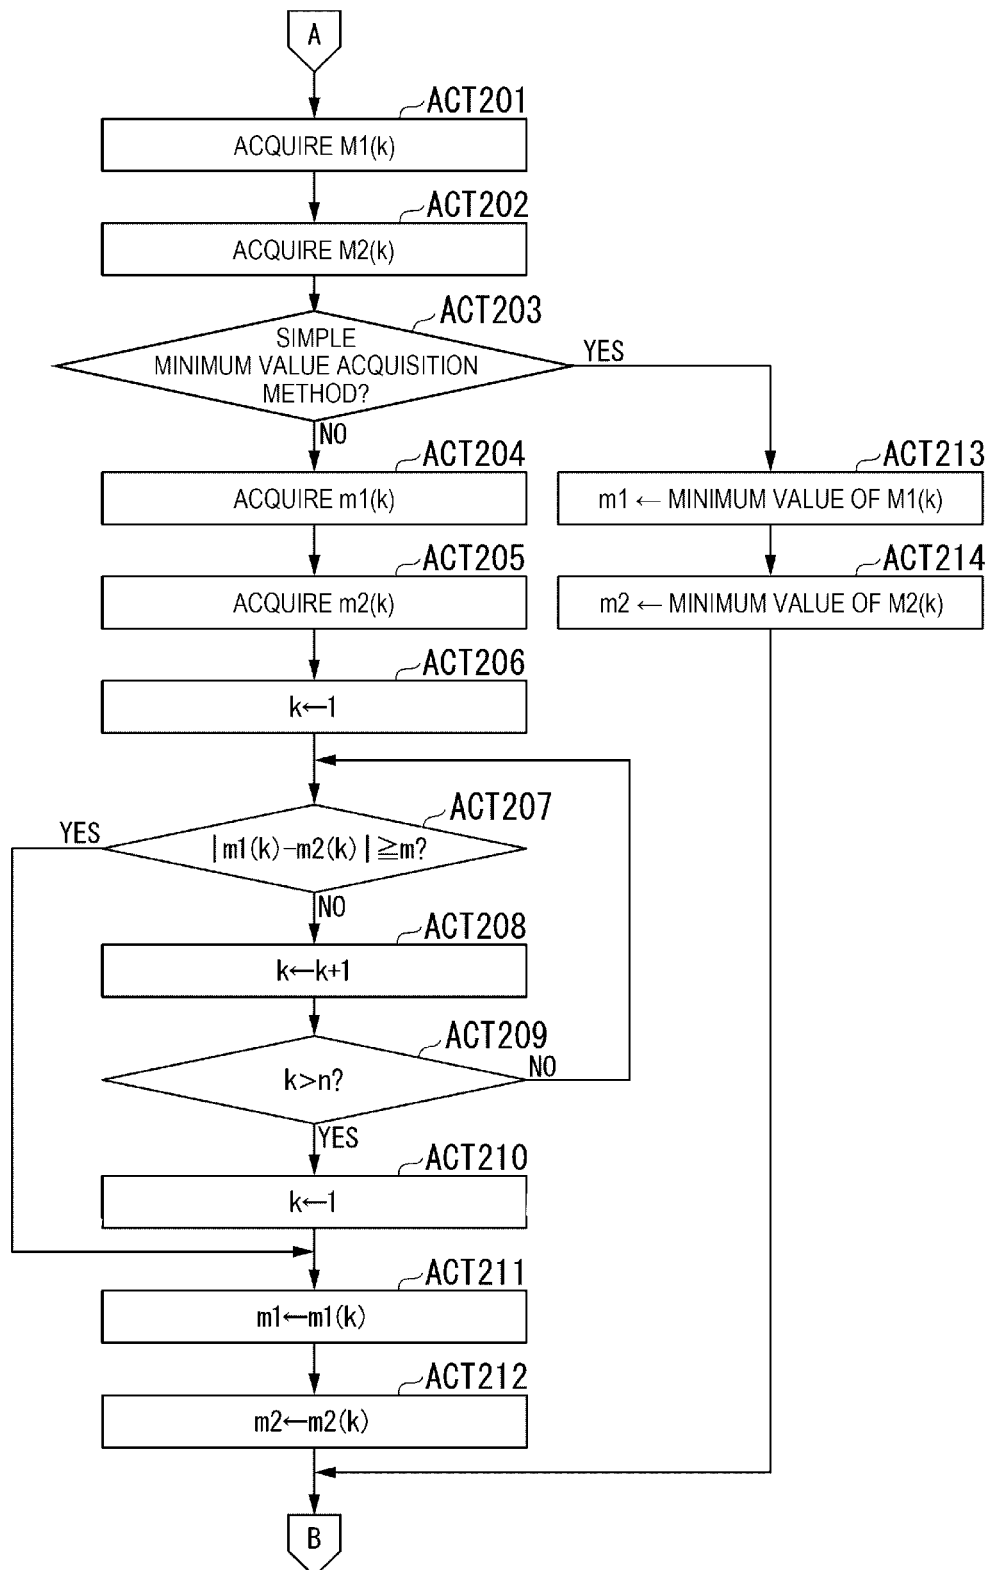 A
ACT201
ACQUIRE M1(k)
ACT202
ACQUIRE M2(k)
ACT203
SIMPLE
MINIMUM VALUE ACQUISITION
METHOD?
YES
NO
ACT204
ACQUIRE m1(k)
ACT213
m1 ← MINIMUM VALUE OF M1(k)
ACT205
ACQUIRE m2(k)
ACT214
m2 ← MINIMUM VALUE OF M2(k)
ACT206
k←1
ACT207
YES
|m1(k)-m2(k)|≧m?
NO
ACT208
k←k+1
ACT209
k>n?
NO
YES
ACT210
k←1
ACT211
m1←m1(k)
ACT212
m2←m2(k)
B